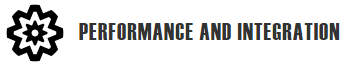 PERFORMANCE AND INTEGRATION